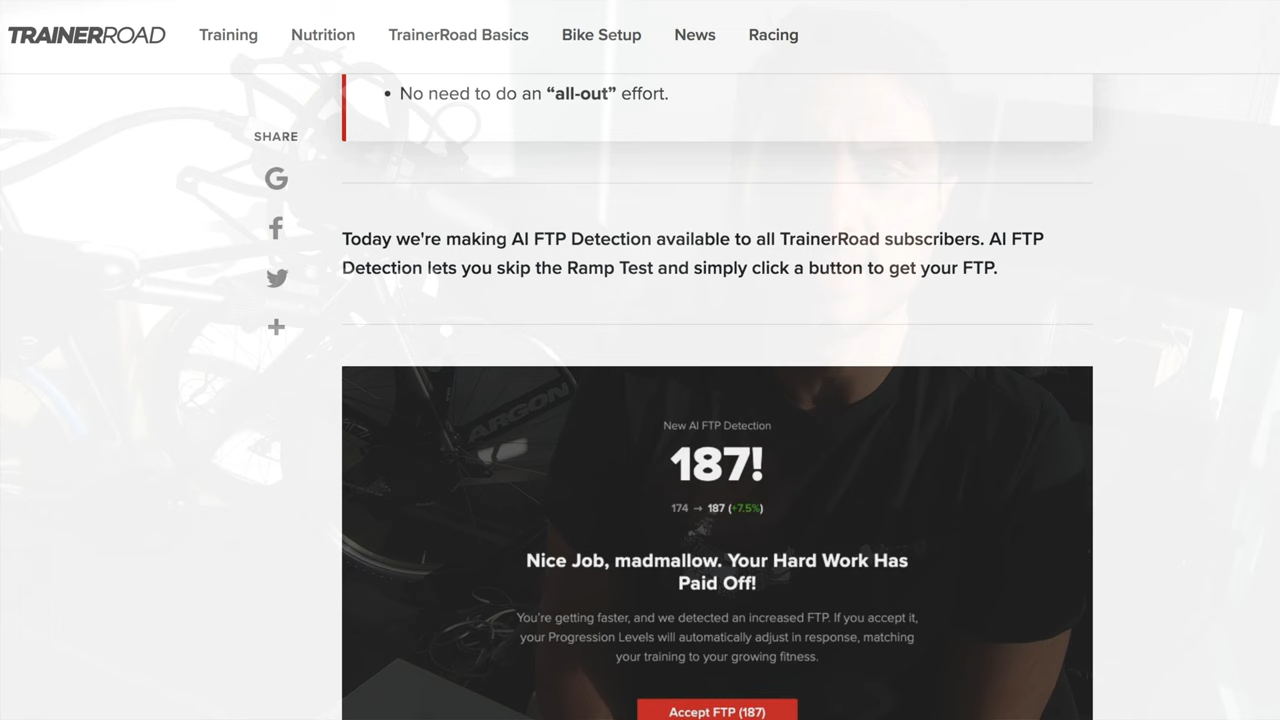 TRAINERROAD
Training
Nutrition
TrainerRoad Basics
Bike Setup
News
Racing
• No need to do an “all-out” effort.
SHARE
Today we're making AI FTP Detection available to all TrainerRoad subscribers. AI FTP
Detection lets you skip the Ramp Test and simply click a button to get your FTP.
ARGON
New AI FTP Detection
187!
174 → 187 (+7.5%)
Nice Job, madmallow. Your Hard Work Has
Paid Off!
You're getting faster, and we detected an increased FTP. If you accept it,
your Progression Levels will automatically adjust in response, matching
your training to your growing fitness.
Accept FTP (187)